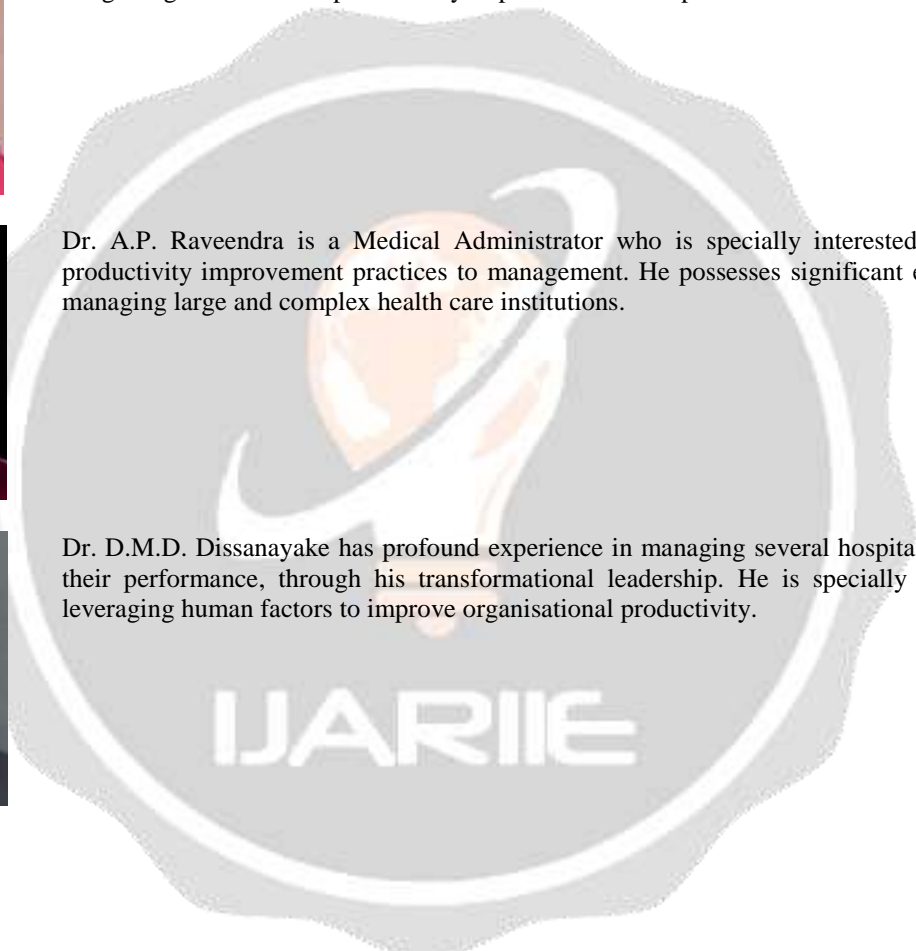 Dr. A.P. Raveendra is a Medical Administrator who is specially interested
productivity improvement practices to management. He possesses significant
managing large and complex health care institutions.
Dr. D.M.D. Dissanayake has profound experience in managing several
their performance, through his transformational leadership. He is specially
leveraging human factors to improve organisational productivity.
IJARIIE